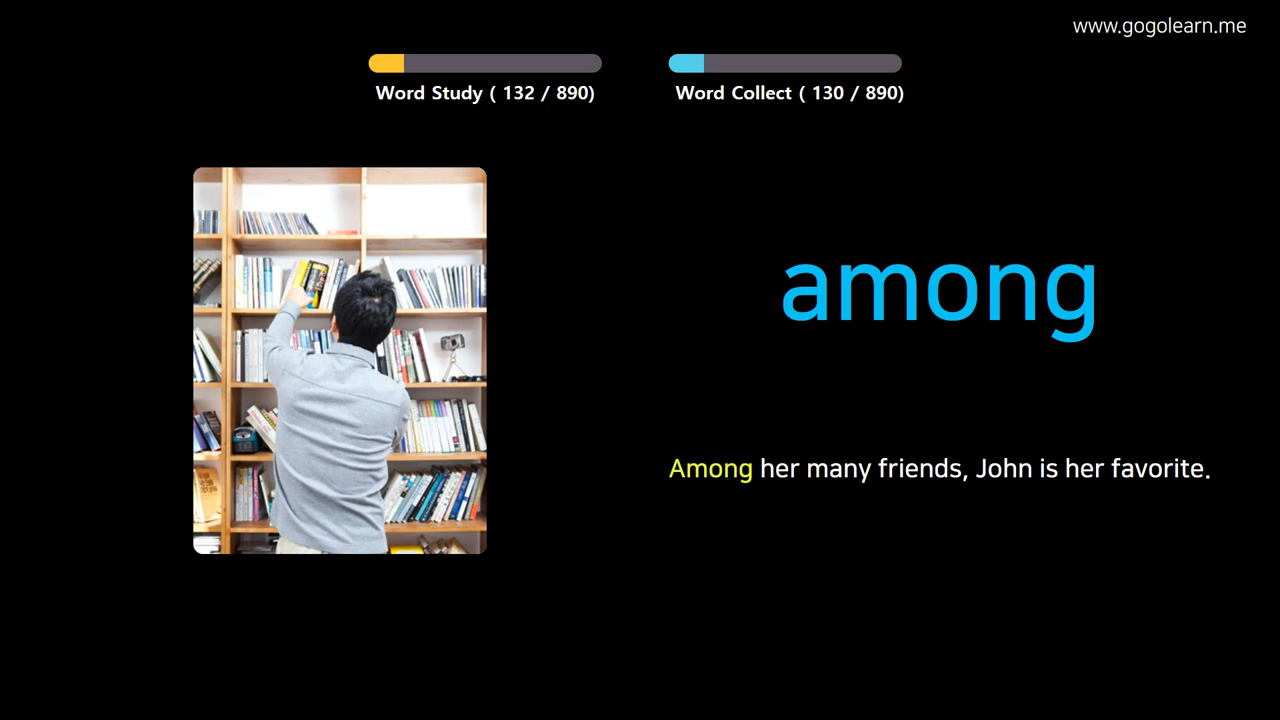 www.gogolearn.me
Word Study ( 132 / 890)
Word Collect ( 130 / 890)
among
Among her many friends, John is her favorite.